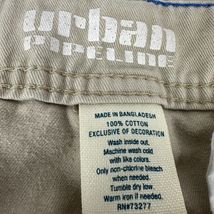 urban
PIPELINE
MADE IN BANGLADESH
100% COTTON
EXCLUSIVE OF DECORATION
Wash inside out.
Machine wash cold
with like colors.
Only non-chlorine bleach
when needed.
Tumble dry low.
Warm iron if needed.
RN#73277